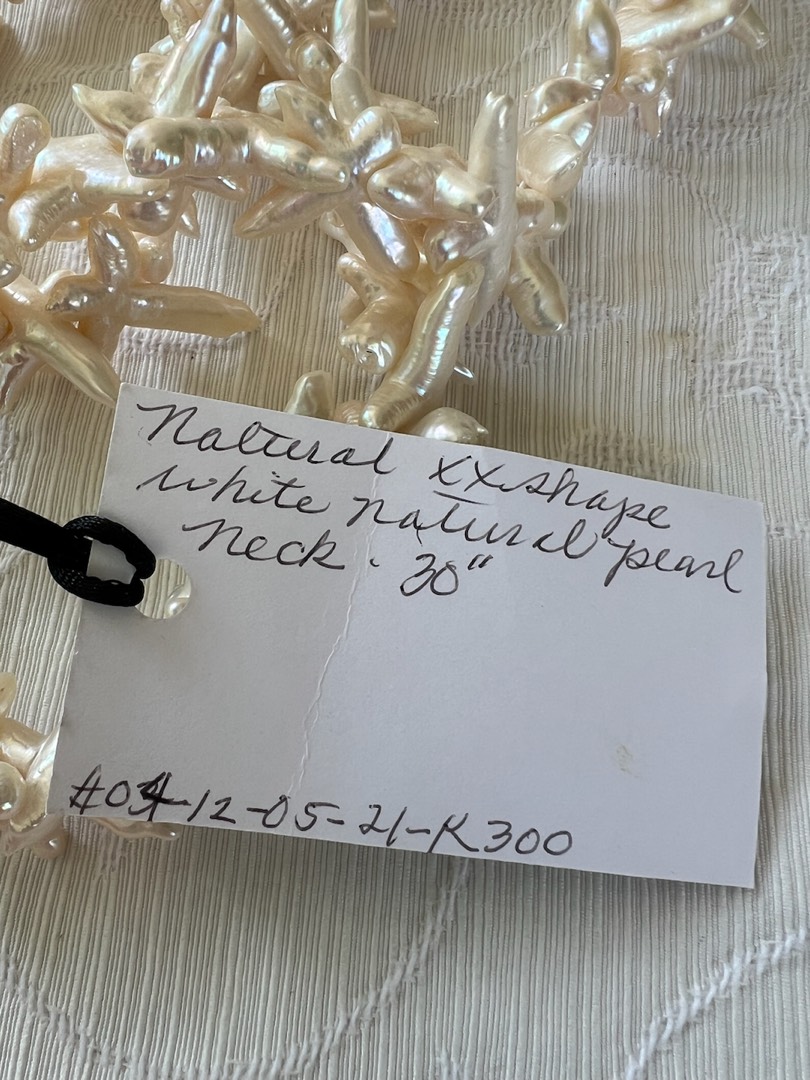 Natural XX shape
white natural pearl
Neck. 30"
#04-12-05-21-K300